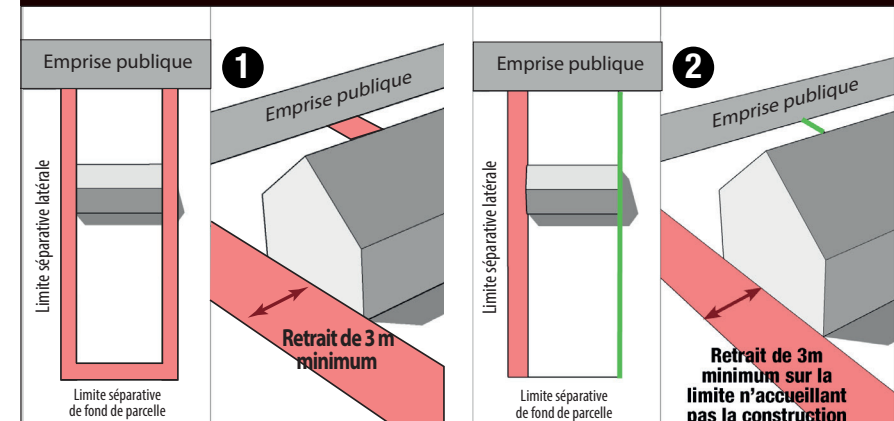 Emprise publique
1
Emprise publique
Limite séparative latérale
Retrait de 3 m
minimum
Limite séparative
de fond de parcelle
Emprise publique
2
Emprise publique
Limite séparative latérale
Retrait de 3m
minimum sur la
limite n’accueillant
pas la construction
Limite séparative
de fond de parcelle